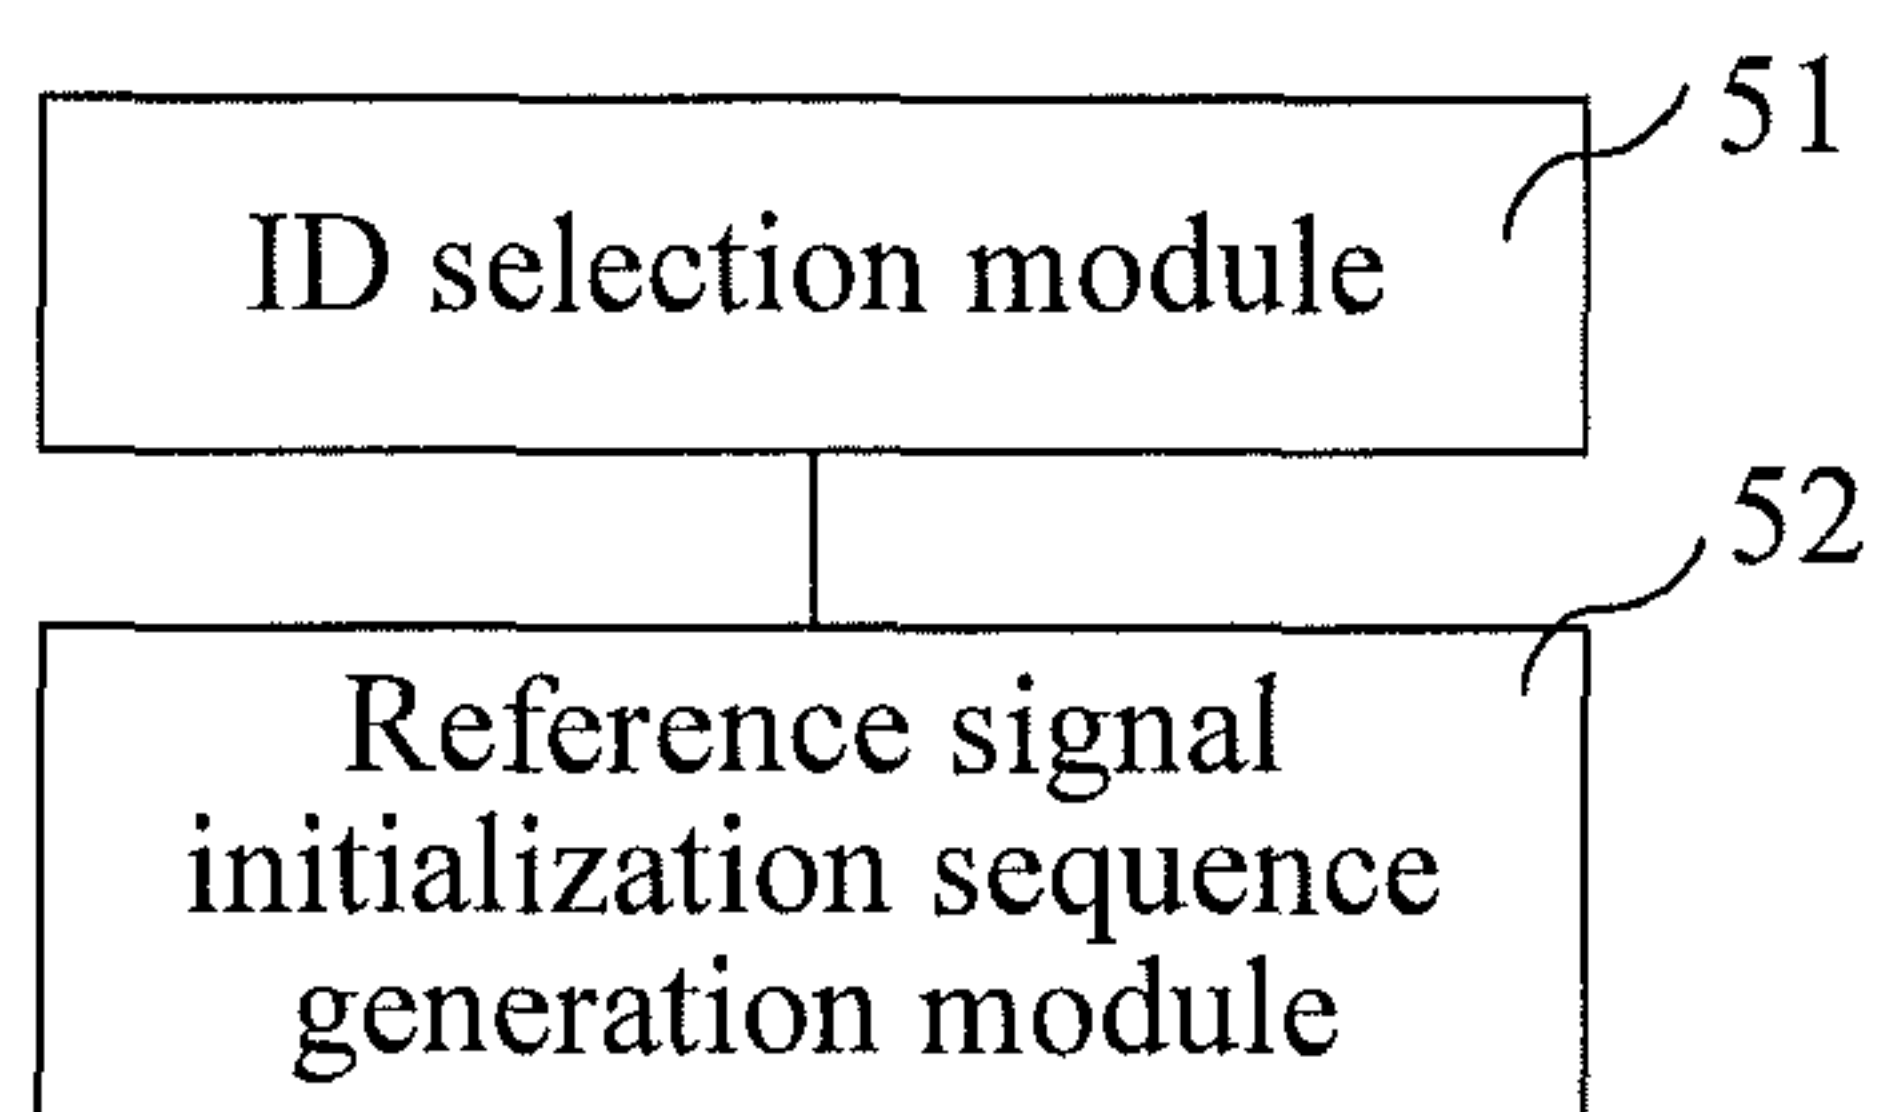 51
ID selection module
52
Reference signal
initialization sequence
generation module